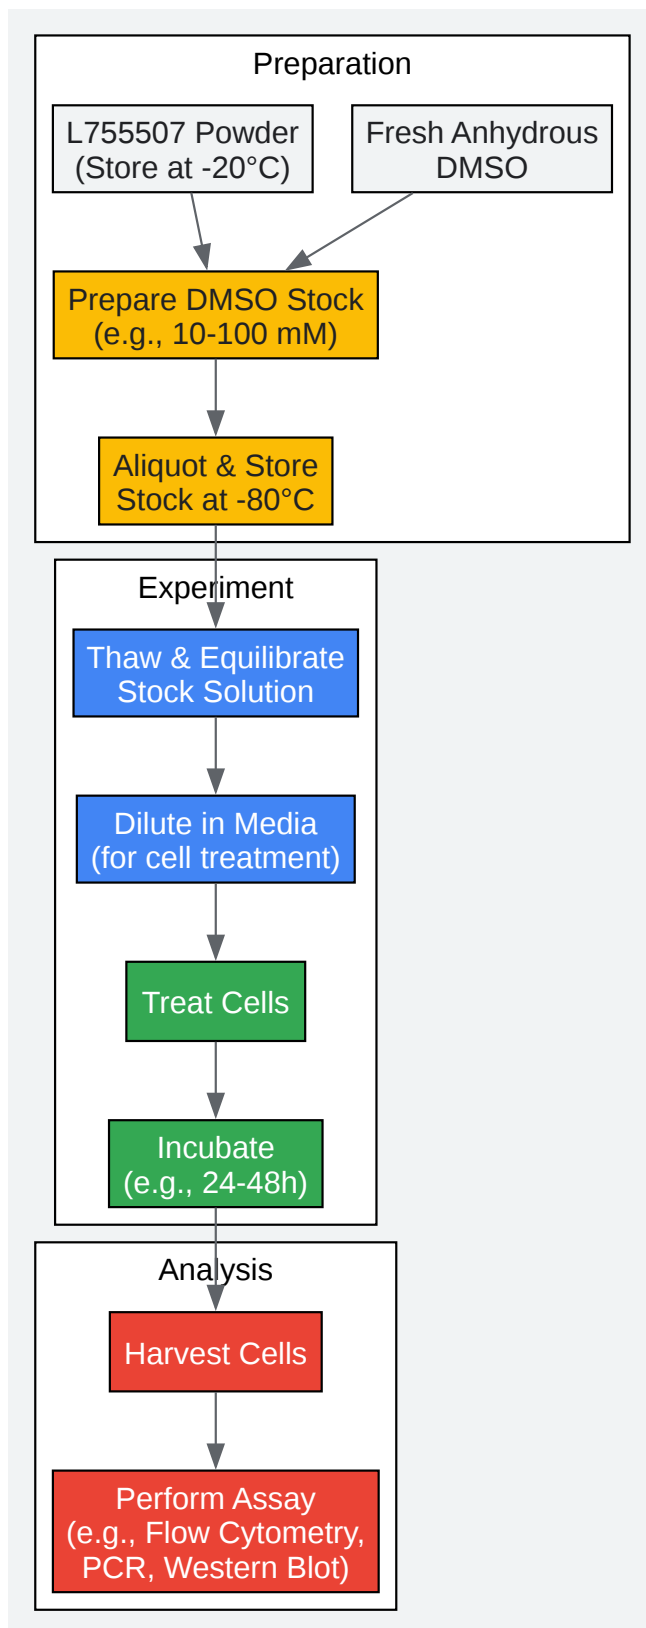 Preparation
L755507 Powder
(Store at -20°C)
Fresh Anhydrous
DMSO
Prepare DMSO Stock
(e.g., 10-100 mM)
Aliquot & Store
Stock at -80°C
Experiment
Thaw & Equilibrate
Stock Solution
Dilute in Media
(for cell treatment)
Treat Cells
Incubate
(e.g., 24-48h)
Analysis
Harvest Cells
Perform Assay
(e.g., Flow Cytometry,
PCR, Western Blot)